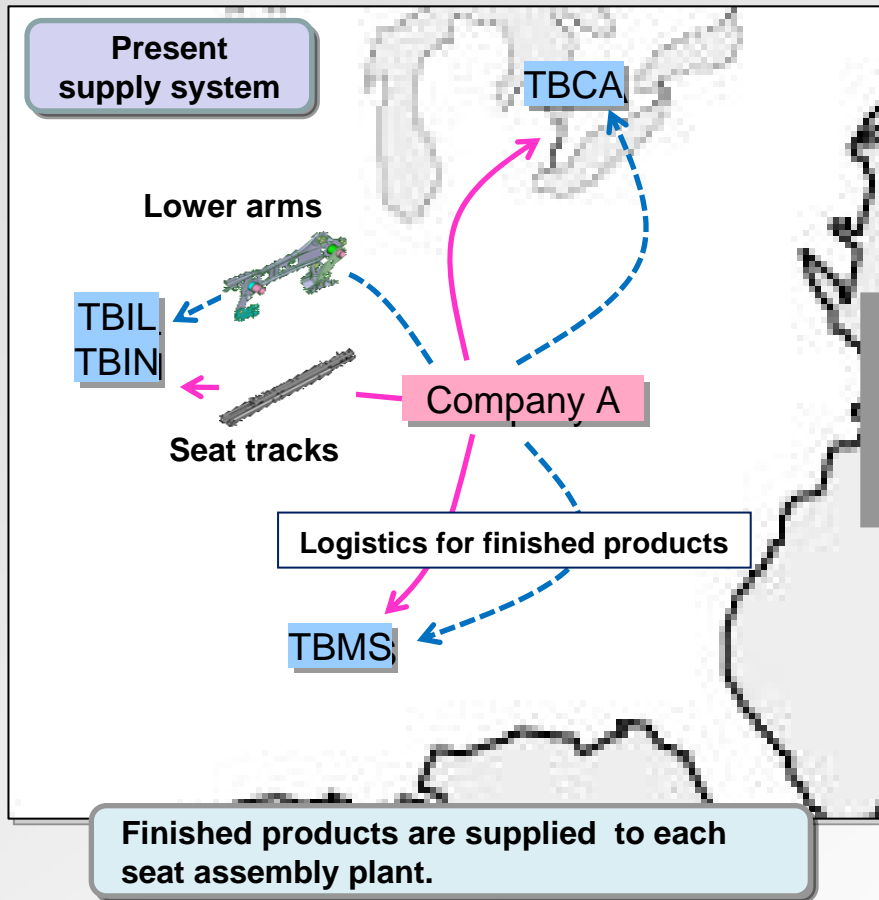 Present
supply system
TBCA
Lower arms
TBIL
TBIN
Company A
Seat tracks
Logistics for finished products
TBMS
Finished products are supplied to each
seat assembly plant.